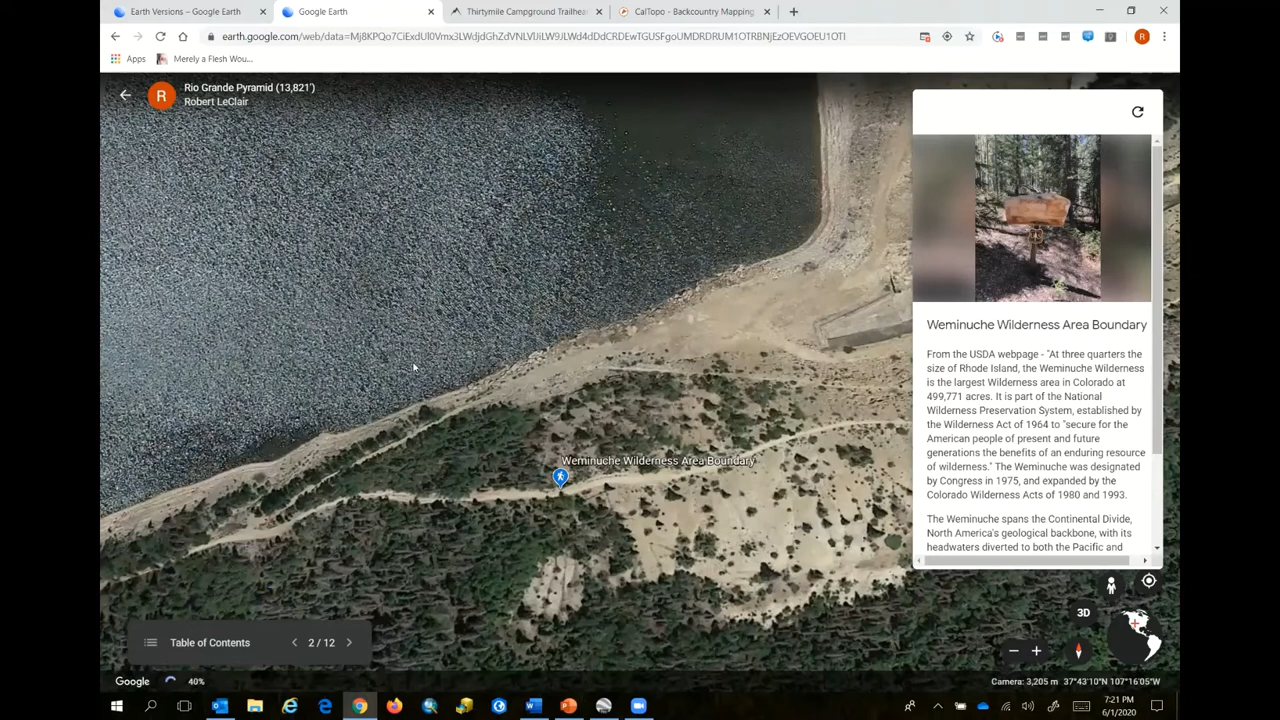 Earth Versions – Google Earth
Google Earth
Thirtymile Campground Trailhea
CalTopo - Backcountry Mapping
Apps
Merely a Flesh Wou...
R
Rio Grande Pyramid (13,821')
Robert LeClair
Weminuche Wilderness Area Boundary
Weminuche Wilderness Area Boundary
From the USDA webpage - "At three quarters the
size of Rhode Island, the Weminuche Wilderness
is the largest Wilderness area in Colorado at
499,771 acres. It is part of the National
Wilderness Preservation System, established by
the Wilderness Act of 1964 to "secure for the
American people of present and future
generations the benefits of an enduring resource
of wilderness." The Weminuche was designated
by Congress in 1975, and expanded by the
Colorado Wilderness Acts of 1980 and 1993.
The Weminuche spans the Continental Divide,
North America's geological backbone, with its
headwaters diverted to both the Pacific and
3D
Table of Contents
2 / 12
Google
40%
Camera: 3,205 m 37°43'10"N 107°16'05"W
7:21 PM
6/1/2020